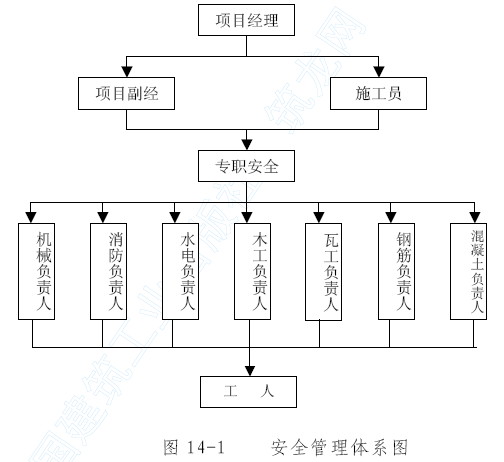 项目经理
项目副经
施工员
专职安全
机械负责人
消防负责人
水电负责人
木工负责人
瓦工负责人
钢筋负责人
混凝土负责人
工 人
图 14-1 安全管理体系图